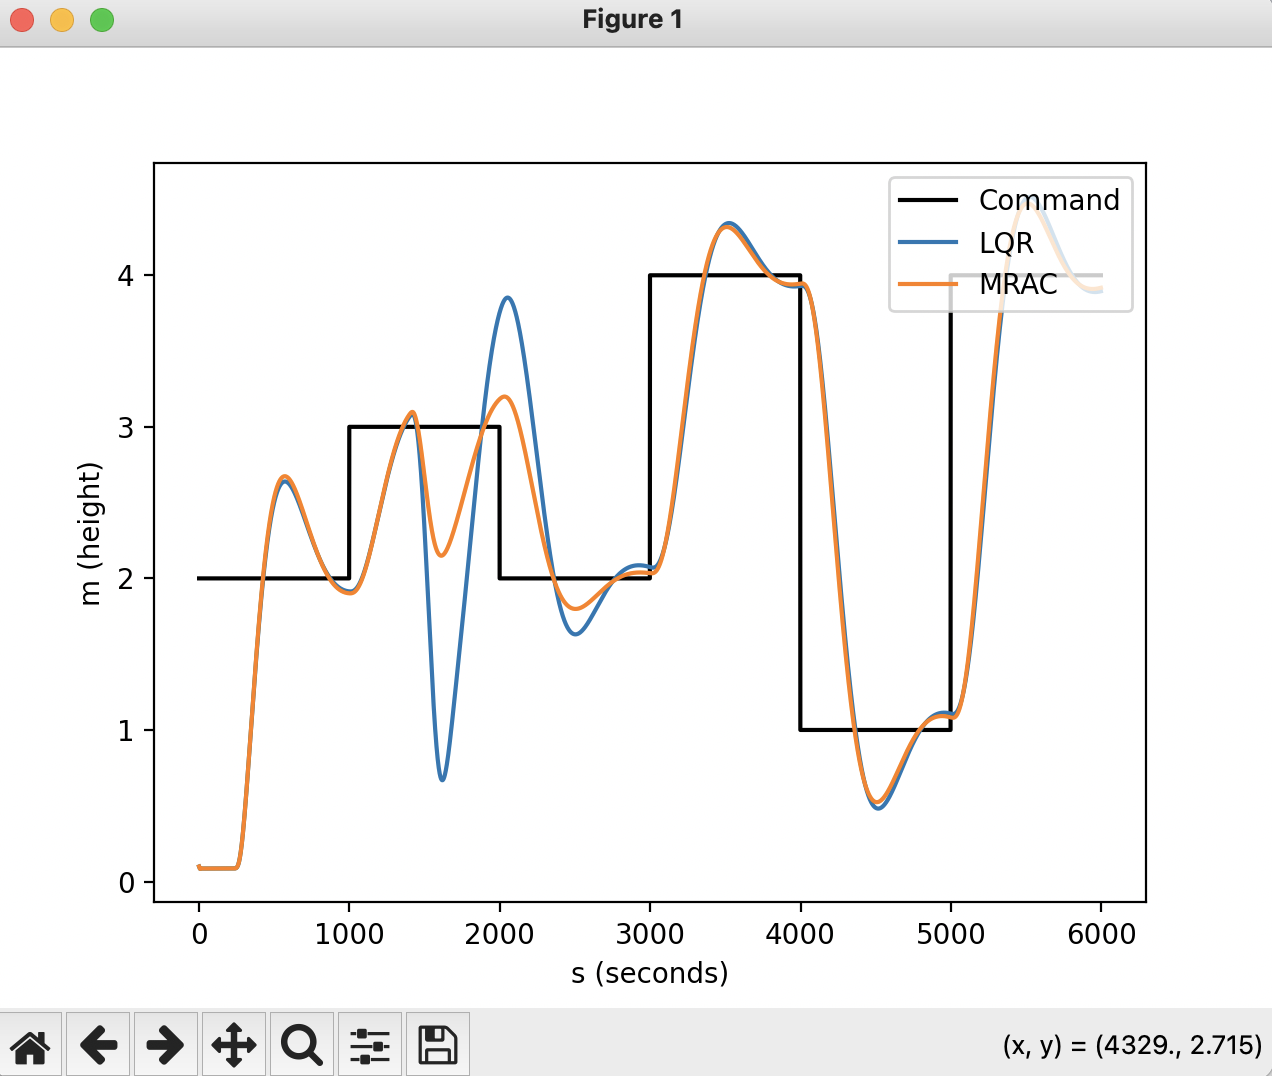 Figure 1
Command
LQR
MRAC
4
3
2
1
0
m (height)
0 1000 2000 3000 4000 5000 6000
s (seconds)
(x, y) = (4329., 2.715)